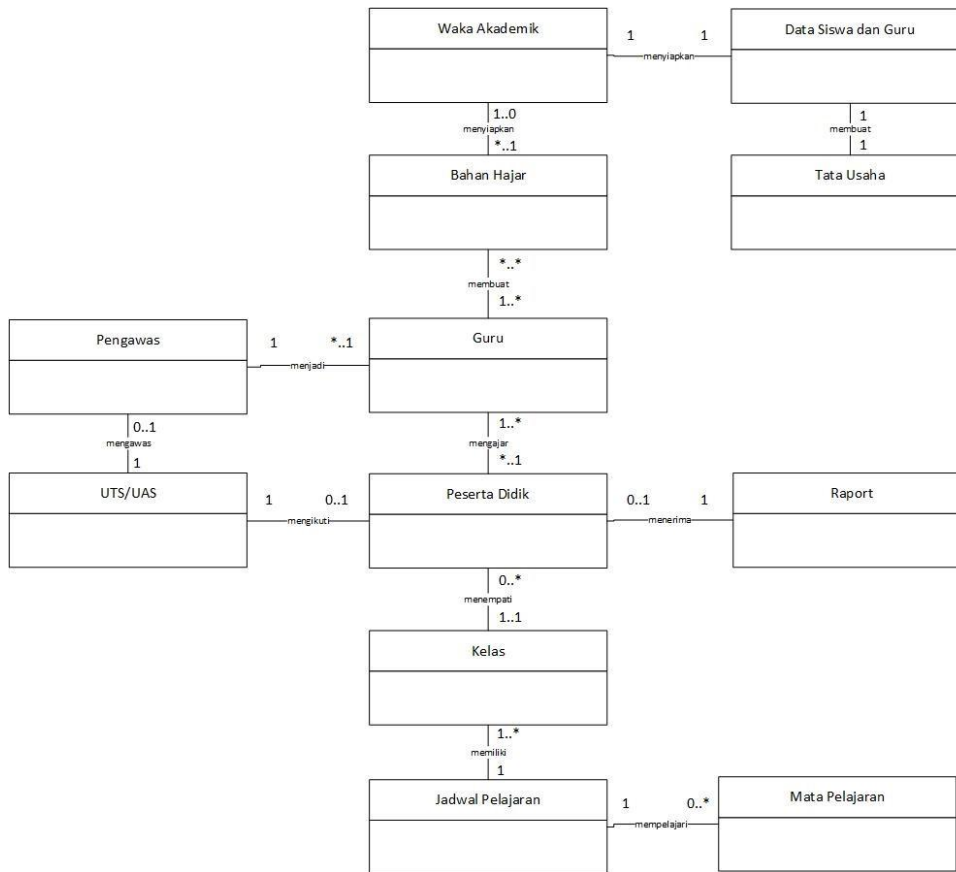 Waka Akademik
1
1
menyiapkan
Data Siswa dan Guru
1..0
menyiapkan
*..1
1
membuat
1
Bahan Hajar
Tata Usaha
*..*
membuat
1..*
Pengawas
1
*..1
menjadi
Guru
0..1
mengawas
1
1..*
mengajar
*..1
UTS/UAS
1
0..1
mengikuti
Peserta Didik
0..1
1
menerima
Raport
0..*
menempati
1..1
Kelas
1..*
memiliki
1
Jadwal Pelajaran
1
0..*
mempelajari
Mata Pelajaran